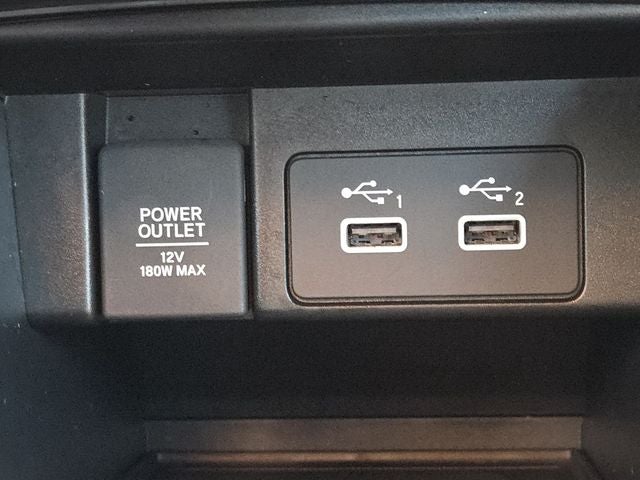 POWER
OUTLET
12V
180W MAX
1
2